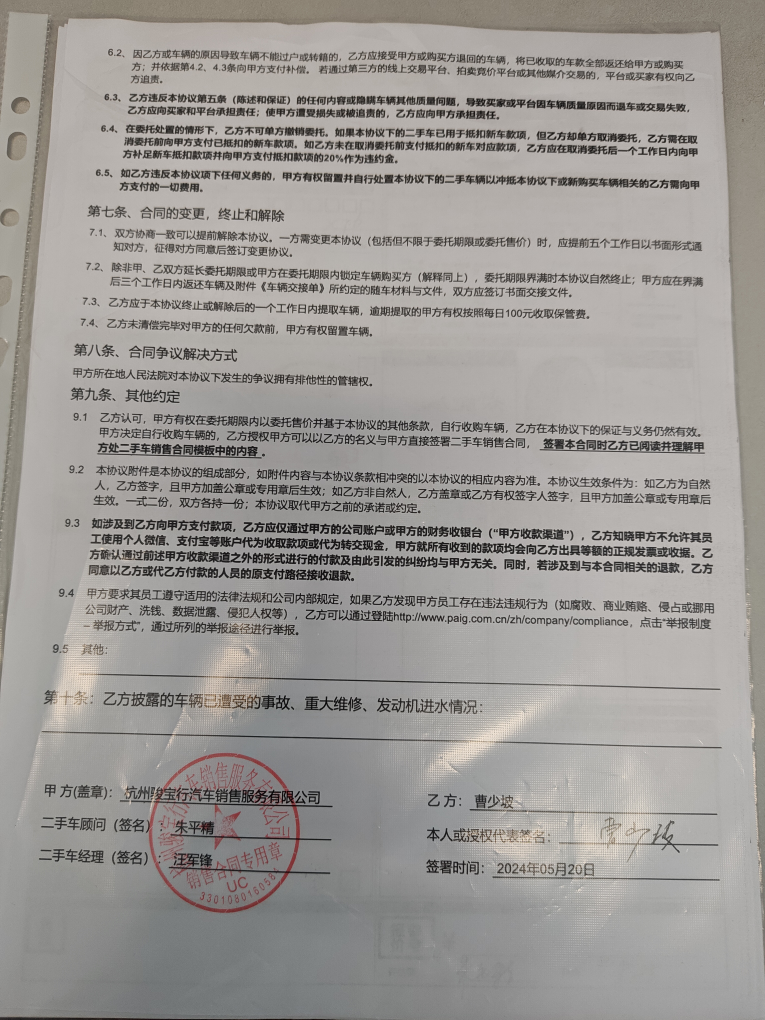 6.2、因乙方或车辆的原因导致车辆不能过户或转籍的，乙方应接受甲方或购买方退回的车辆，将已收取的车款全部返还给甲方或购买
方；并依据第4.2、4.3条向甲方支付补偿。 若通过第三方的线上交易平台、拍卖竞价平台或其他媒介交易的，平台或买家有权向乙
方追责。
6.3、乙方违反本协议第五条（陈述和保证）的任何内容或隐瞒车辆其他质量问题，导致买家或平台因车辆质量原因而退车或交易失败，
乙方应向买家和平台承担责任；使甲方遭受损失或被追责的，乙方应向甲方承担责任。
6.4、在委托处置的情形下，乙方不可单方撤销委托。如果本协议下的二手车已用于抵扣新车款项，但乙方却单方取消委托，乙方需在取
消委托前向甲方支付已抵扣的新车款项。如乙方未在取消委托前支付抵扣的新车对应款项，乙方应在取消委托后一个工作日内向甲
方补足新车抵扣款项并向甲方支付抵扣款项的20%作为违约金。
6.5、如乙方违反本协议项下任何义务的，甲方有权留置并自行处置本协议下的二手车辆以冲抵本协议下或新购买车辆相关的乙方需向甲
方支付的一切费用。
第七条、合同的变更，终止和解除
7.1、双方协商一致可以提前解除本协议。一方需变更本协议（包括但不限于委托期限或委托售价）时，应提前五个工作日以书面形式通
知对方，征得对方同意后签订变更协议。
7.2、除非甲、乙双方延长委托期限或甲方在委托期限内锁定车辆购买方（解释同上），委托期限界满时本协议自然终止；甲方应在界满
后三个工作日内返还车辆及附件《车辆交接单》所约定的随车材料与文件，双方应签订书面交接文件。
7.3、乙方应于本协议终止或解除后的一个工作日内提取车辆，逾期提取的甲方有权按照每日100元收取保管费。
7.4、乙方未清偿完毕对甲方的任何欠款前，甲方有权留置车辆。
第八条、合同争议解决方式
甲方所在地人民法院对本协议下发生的争议拥有排他性的管辖权。
第九条、其他约定
9.1 乙方认可，甲方有权在委托期限内以委托售价并基于本协议的其他条款，自行收购车辆，乙方在本协议下的保证与义务仍然有效。
甲方决定自行收购车辆的，乙方授权甲方可以以乙方的名义与甲方直接签署二手车销售合同， 签署本合同时乙方已阅读并理解甲
方处二手车销售合同模板中的内容 。
9.2 本协议附件是本协议的组成部分，如附件内容与本协议条款相冲突的以本协议的相应内容为准。本协议生效条件为：如乙方为自然
人，乙方签字，且甲方加盖公章或专用章后生效；如乙方非自然人，乙方盖章或乙方有权签字人签字，且甲方加盖公章或专用章后
生效。一式二份，双方各持一份；本协议取代甲方之前的承诺或约定。
9.3 如涉及到乙方向甲方支付款项，乙方应仅通过甲方的公司账户或甲方的财务收银台（“甲方收款渠道”），乙方知晓甲方不允许其员
工使用个人微信、支付宝等账户代为收取款项或代为转交现金，甲方就所有收到的款项均会向乙方出具等额的正规发票或收据。乙
方确认通过前述甲方收款渠道之外的形式进行的付款及由此引发的纠纷均与甲方无关。同时，若涉及到与本合同相关的退款，乙方
同意以乙方或代乙方付款的人员的原支付路径接收退款。
9.4 甲方要求其员工遵守适用的法律法规和公司内部规定，如果乙方发现甲方员工存在违法违规行为（如腐败、商业贿赂、侵占或挪用
公司财产、洗钱、数据泄露、侵犯人权等），乙方可以通过登陆http://www.paig.com.cn/zh/company/compliance，点击“举报制度
– 举报方式”，通过所列的举报途径进行举报。
9.5 其他：
第十条：乙方披露的车辆已遭受的事故、重大维修、发动机进水情况：
甲 方(盖章)： 杭州骏宝行汽车销售服务有限公司
二手车顾问（签名） 朱平精
二手车经理（签名）： 汪军锋
销售合同专用章
UC
乙 方： 曹少坡
本人或授权代表签名： 曹少坡
签署时间： 2024年05月20日